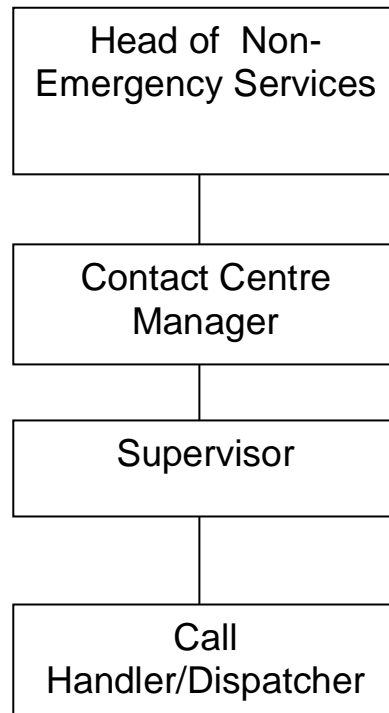 Head of  Non-
Emergency Services
Contact Centre
Manager
Supervisor
Call
Handler/Dispatcher